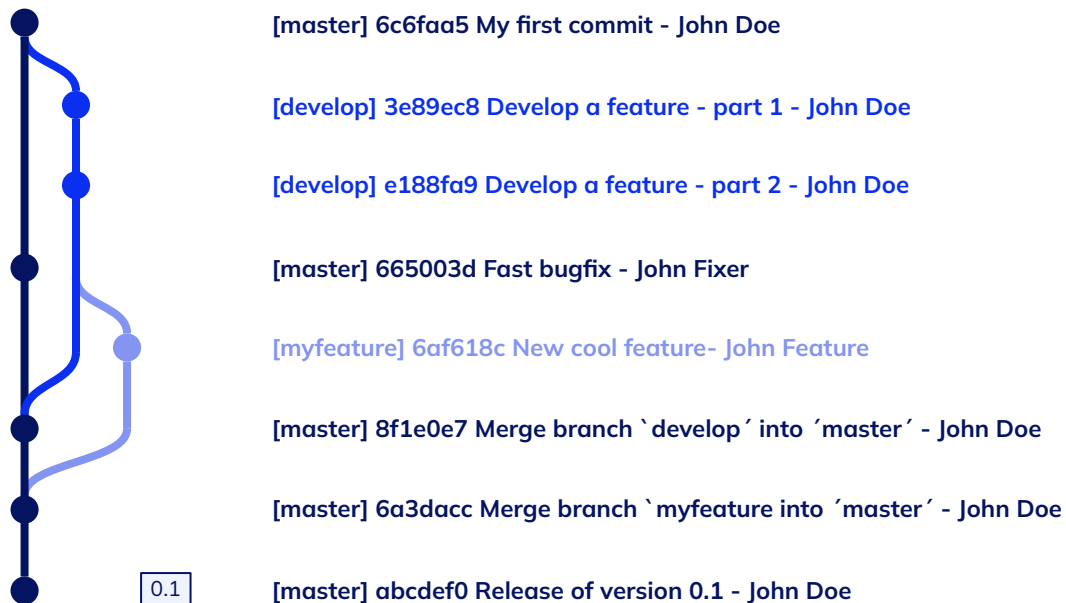 [master] 6c6faa5 My first commit - John Doe
[develop] 3e89ec8 Develop a feature - part 1 - John Doe
[develop] e188fa9 Develop a feature - part 2 - John Doe
[master] 665003d Fast bugfix - John Fixer
[myfeature] 6af618c New cool feature- John Feature
[master] 8f1e0e7 Merge branch `develop´ into ´master´ - John Doe
[master] 6a3dacc Merge branch `myfeature into ´master´ - John Doe
0.1 [master] abcdef0 Release of version 0.1 - John Doe